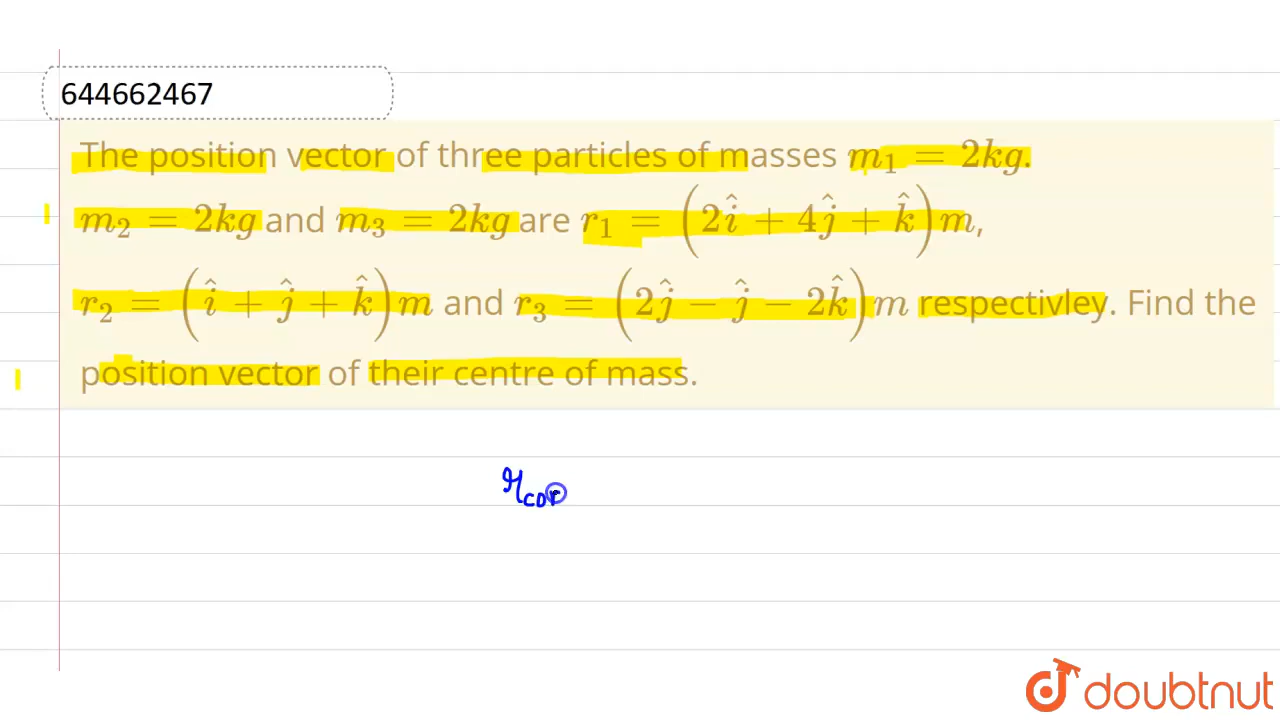 644662467
The position vector of three particles of masses m₁ = 2kg.
m₂ = 2kg and m₃ = 2kg are r₁ = (2î + 4ĵ + k̂)m,
r₂ = (î + ĵ + k̂)m and r₃ = (2ĵ − ĵ − 2k̂)m respectivley. Find the
position vector of their centre of mass.
doubtnut